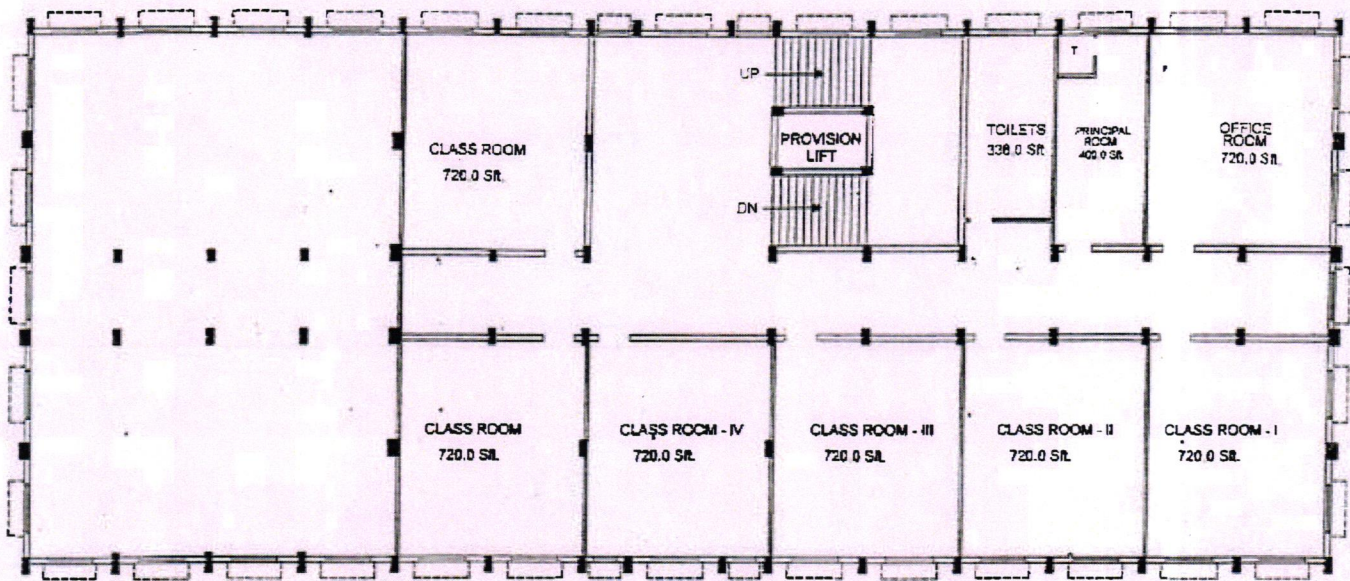 T
UP
PROVISION
LIFT
DN
CLASS ROOM
720.0 Sft.
TOILETS
336.0 Sft
PRINCIPAL
ROOM
400.0 Sft.
OFFICE
ROOM
720.0 Sft.
CLASS ROOM
720.0 Sft.
CLASS ROOM - IV
720.0 Sft.
CLASS ROOM - III
720.0 Sft.
CLASS ROOM - II
720.0 Sft.
CLASS ROOM - I
720.0 Sft.